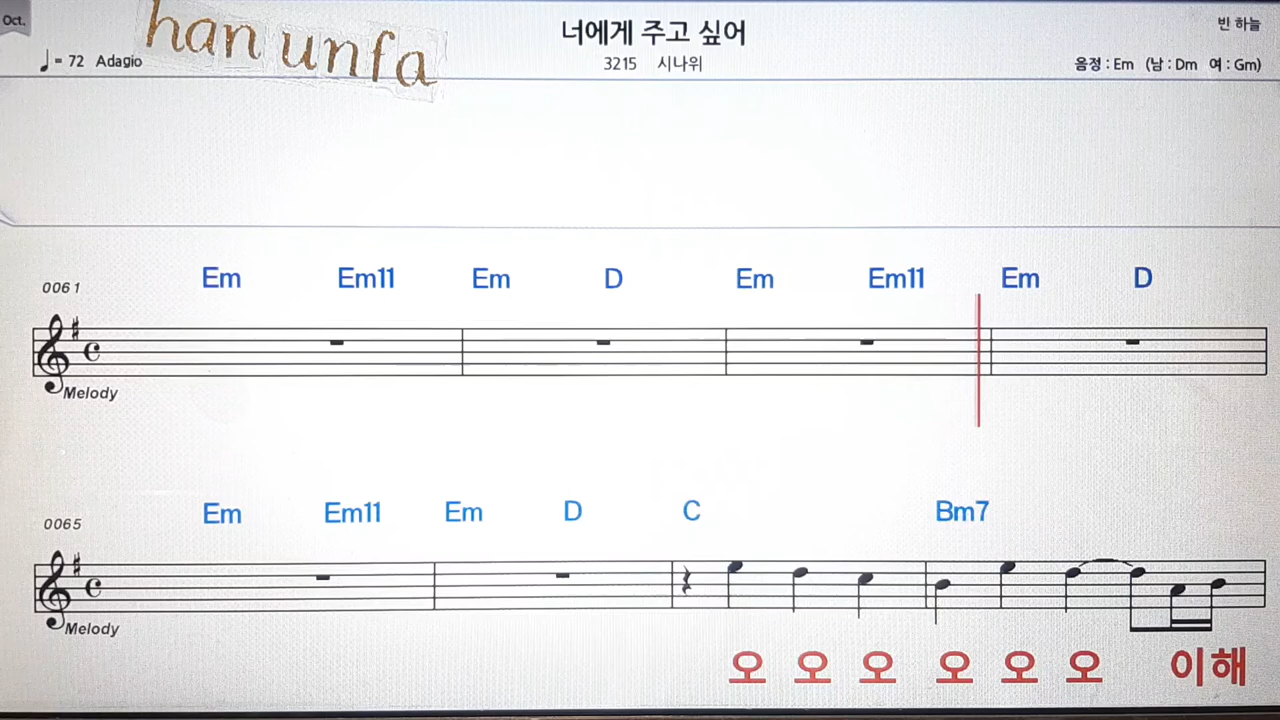 Oct.
han unfa
너에게 주고 싶어
빈 하늘
♩= 72 Adagio
3215 시나위
음정 : Em (남 : Dm 여 : Gm)
Em Em11 Em D Em Em11 Em D
0061
Melody
Em Em11 Em D C Bm7
0065
Melody
오 오 오 오 오 오 이해